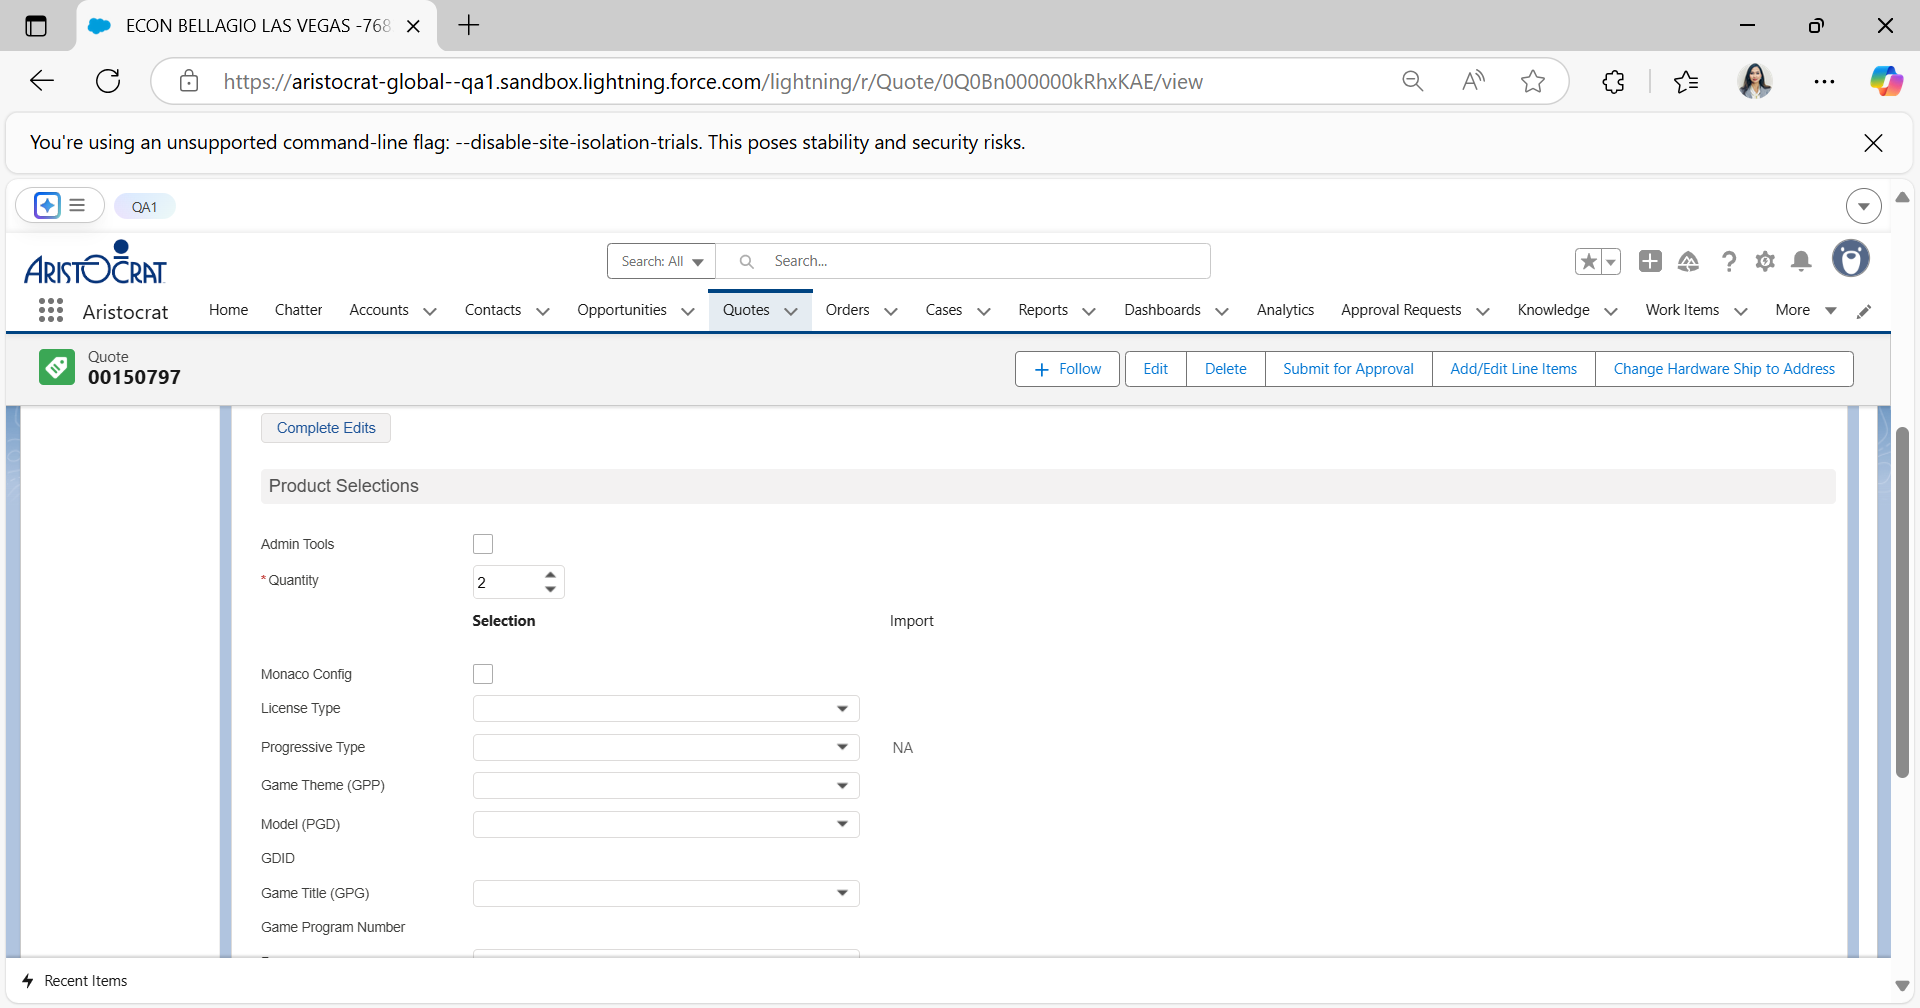 ECON BELLAGIO LAS VEGAS -768
https://aristocrat-global--qa1.sandbox.lightning.force.com/lightning/r/Quote/0Q0Bn000000kRhxKAE/view
You're using an unsupported command-line flag: --disable-site-isolation-trials. This poses stability and security risks.
QA1
ARISTOCRAT
Search: All
Search...
Aristocrat
Home
Chatter
Accounts
Contacts
Opportunities
Quotes
Orders
Cases
Reports
Dashboards
Analytics
Approval Requests
Knowledge
Work Items
More
Quote
00150797
Follow
Edit
Delete
Submit for Approval
Add/Edit Line Items
Change Hardware Ship to Address
Complete Edits
Product Selections
Admin Tools
*Quantity
2
Selection
Import
Monaco Config
License Type
Progressive Type
NA
Game Theme (GPP)
Model (PGD)
GDID
Game Title (GPG)
Game Program Number
Recent Items